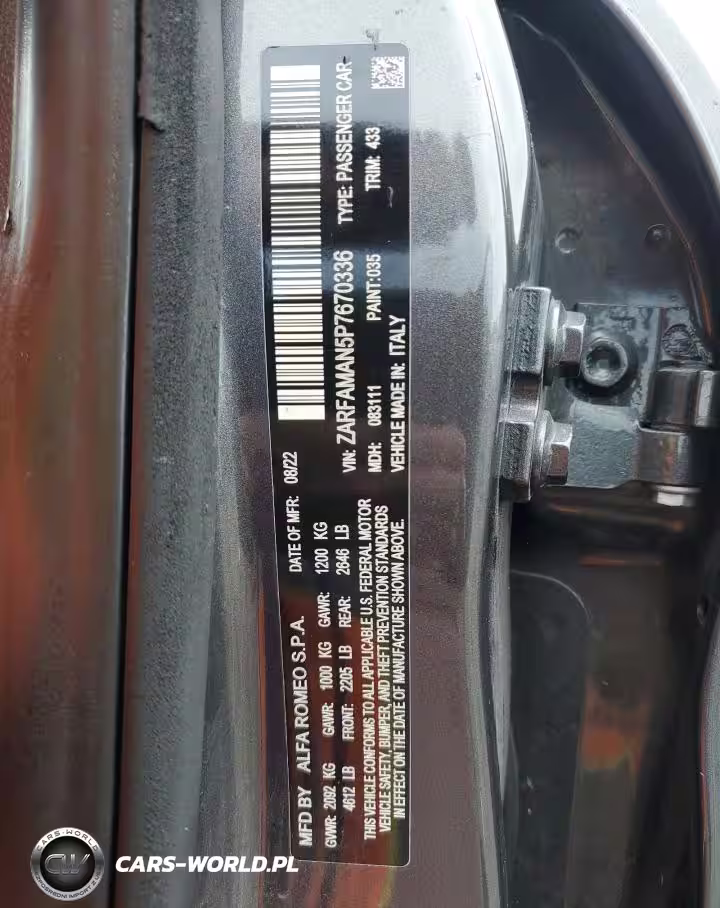 MFD BY ALFA ROMEO S.P.A. DATE OF MFR: 08/22
GVWR: 2092 KG GAWR: 1000 KG GAWR: 1200 KG
4612 LB FRONT: 2205 LB REAR: 2646 LB
THIS VEHICLE CONFORMS TO ALL APPLICABLE U.S. FEDERAL MOTOR
VEHICLE SAFETY, BUMPER, AND THEFT PREVENTION STANDARDS
IN EFFECT ON THE DATE OF MANUFACTURE SHOWN ABOVE.
VIN: ZARFAMAN5P7670336 TYPE: PASSENGER CAR
MDH: 083111 PAINT:035 TRIM: 433
VEHICLE MADE IN: ITALY
CARS-WORLD
CW
CARS-WORLD.PL